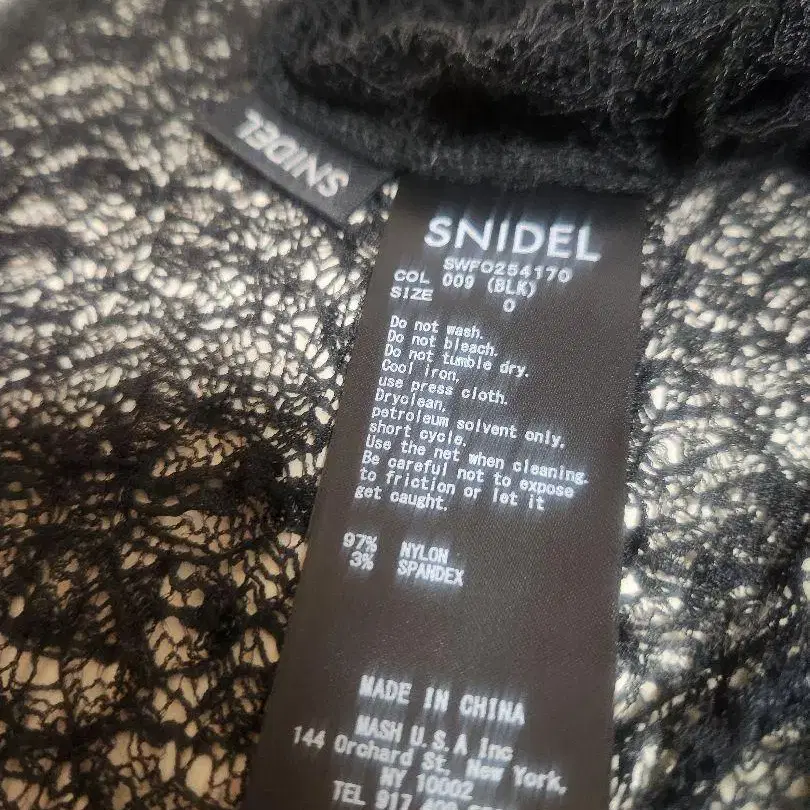 SNIDEL
SNIDEL
SWFO254170
COL 009 (BLK)
SIZE 0
Do not wash.
Do not bleach.
Do not tumble dry.
Cool iron,
use press cloth.
Dryclean,
petroleum solvent only,
short cycle.
Use the net when cleaning.
Be careful not to expose
to friction or let it
get caught.
97% NYLON
3% SPANDEX
MADE IN CHINA
MASH U.S.A Inc
144 Orchard St, New York,
NY 10002
TEL 917